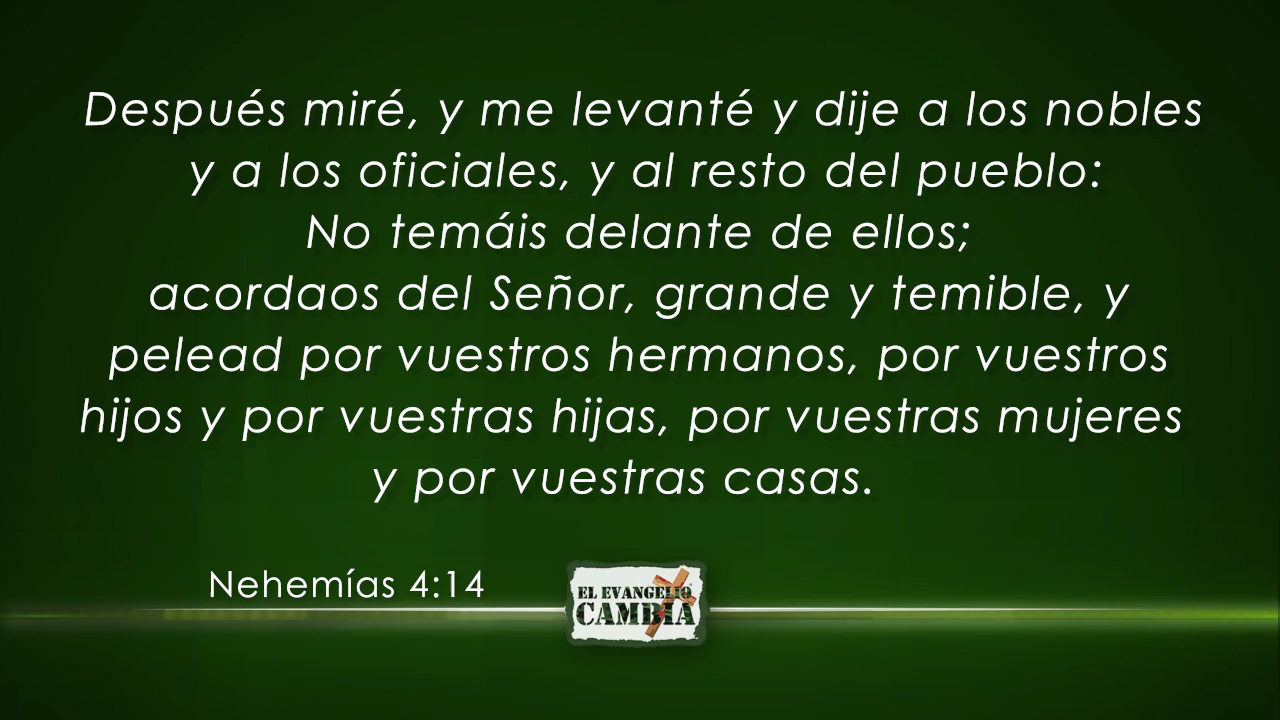 Después miré, y me levanté y dije a los nobles
y a los oficiales, y al resto del pueblo:
No temáis delante de ellos;
acordaos del Señor, grande y temible, y
pelead por vuestros hermanos, por vuestros
hijos y por vuestras hijas, por vuestras mujeres
y por vuestras casas.
Nehemías 4:14
EL EVANGELIO
CAMBIA